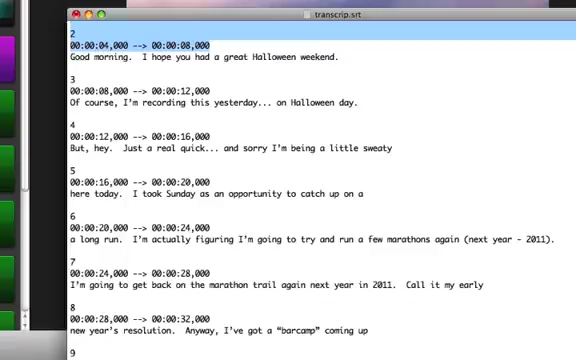 transcrip.srt
2
00:00:04,000 --> 00:00:08,000
Good morning.  I hope you had a great Halloween weekend.
3
00:00:08,000 --> 00:00:12,000
Of course, I'm recording this yesterday... on Halloween day.
4
00:00:12,000 --> 00:00:16,000
But, hey.  Just a real quick... and sorry I'm being a little sweaty
5
00:00:16,000 --> 00:00:20,000
here today.  I took Sunday as an opportunity to catch up on a
6
00:00:20,000 --> 00:00:24,000
a long run.  I'm actually figuring I'm going to try and run a few marathons again (next year - 2011).
7
00:00:24,000 --> 00:00:28,000
I'm going to get back on the marathon trail again next year in 2011.  Call it my early
8
00:00:28,000 --> 00:00:32,000
new year's resolution.  Anyway, I've got a "barcamp" coming up
9